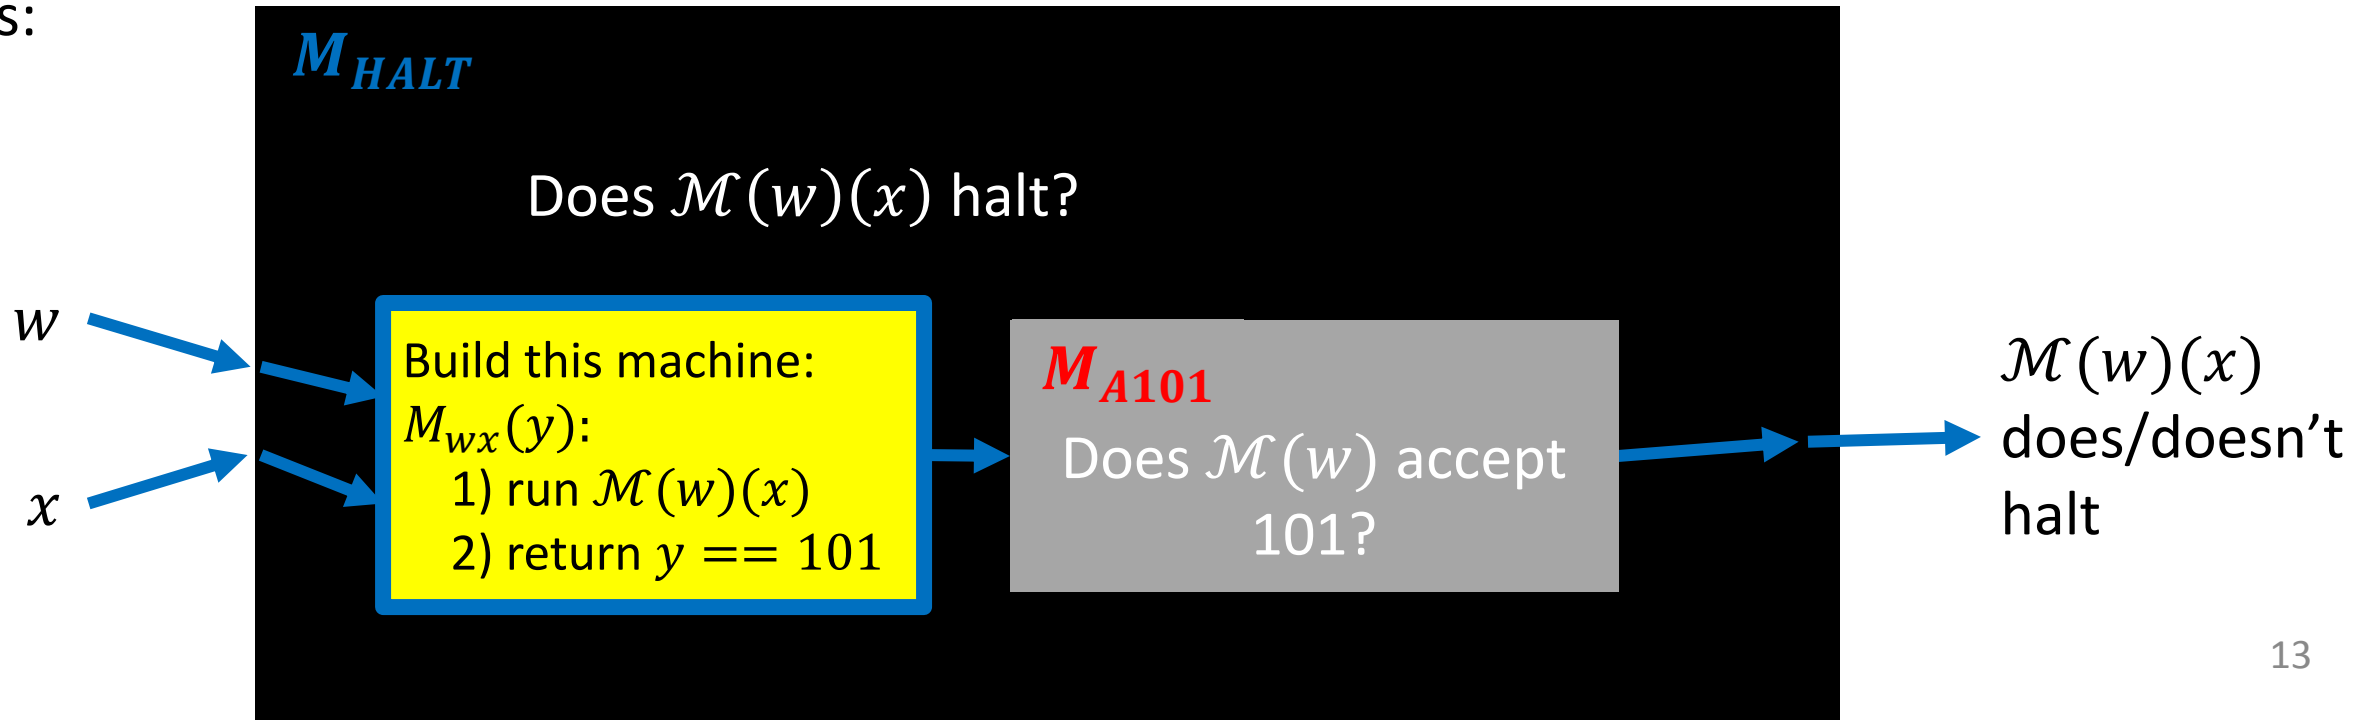 s:
M_HALT
Does ℳ(w)(x) halt?
w
x
Build this machine:
M_wx(y):
1) run ℳ(w)(x)
2) return y == 101
M_A101
Does ℳ(w) accept
101?
ℳ(w)(x)
does/doesn’t
halt
13